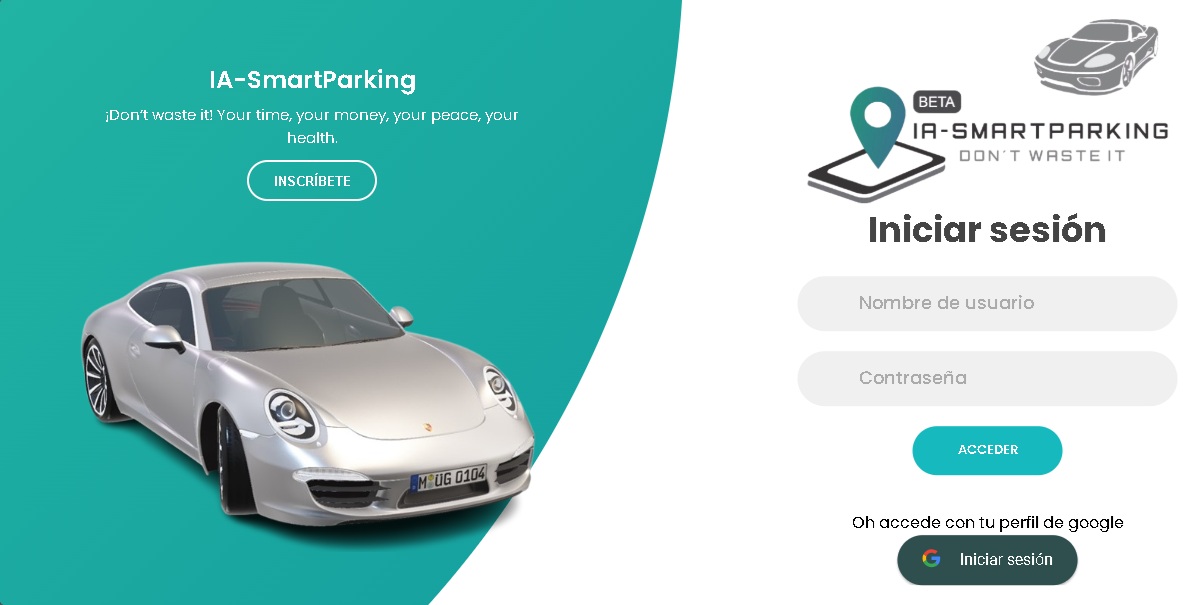 IA-SmartParking
¡Don't waste it! Your time, your money, your peace, your
health.
INSCRÍBETE
M UG 0104
BETA
IA-SMARTPARKING
DON'T WASTE IT
Iniciar sesión
Nombre de usuario
Contraseña
ACCEDER
Oh accede con tu perfil de google
Iniciar sesión